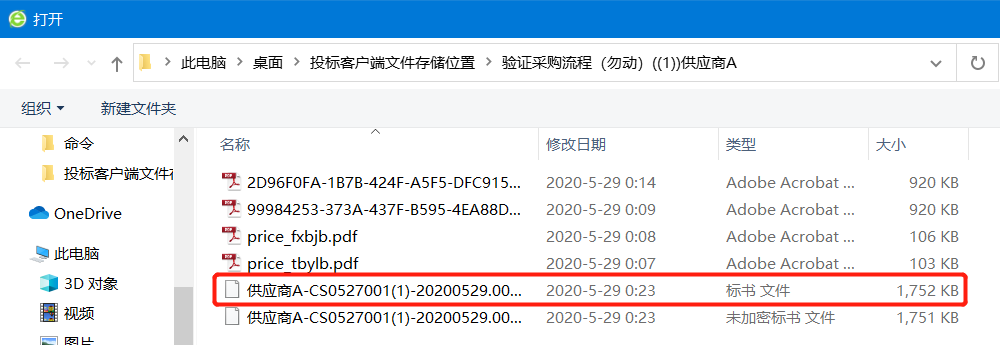 打开
此电脑 > 桌面 > 投标客户端文件存储位置 > 验证采购流程（勿动）((1))供应商A
组织 新建文件夹
命令
投标客户端文件存
OneDrive
此电脑
3D 对象
视频
图片
名称 修改日期 类型 大小
2D96F0FA-1B7B-424F-A5F5-DFC915... 2020-5-29 0:14 Adobe Acrobat ... 920 KB
99984253-373A-437F-B595-4EA88D... 2020-5-29 0:09 Adobe Acrobat ... 920 KB
price_fxbjb.pdf 2020-5-29 0:08 Adobe Acrobat ... 106 KB
price_tbylb.pdf 2020-5-29 0:07 Adobe Acrobat ... 103 KB
供应商A-CS0527001(1)-20200529.00... 2020-5-29 0:23 标书 文件 1,752 KB
供应商A-CS0527001(1)-20200529.00... 2020-5-29 0:23 未加密标书 文件 1,751 KB